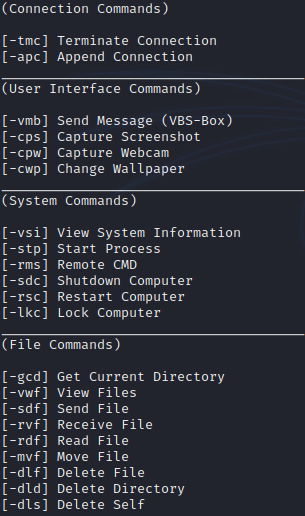 (Connection Commands)
[-tmc] Terminate Connection
[-apc] Append Connection
(User Interface Commands)
[-vmb] Send Message (VBS-Box)
[-cps] Capture Screenshot
[-cpw] Capture Webcam
[-cwp] Change Wallpaper
(System Commands)
[-vsi] View System Information
[-stp] Start Process
[-rms] Remote CMD
[-sdc] Shutdown Computer
[-rsc] Restart Computer
[-lkc] Lock Computer
(File Commands)
[-gcd] Get Current Directory
[-vwf] View Files
[-sdf] Send File
[-rvf] Receive File
[-rdf] Read File
[-mvf] Move File
[-dlf] Delete File
[-dld] Delete Directory
[-dls] Delete Self